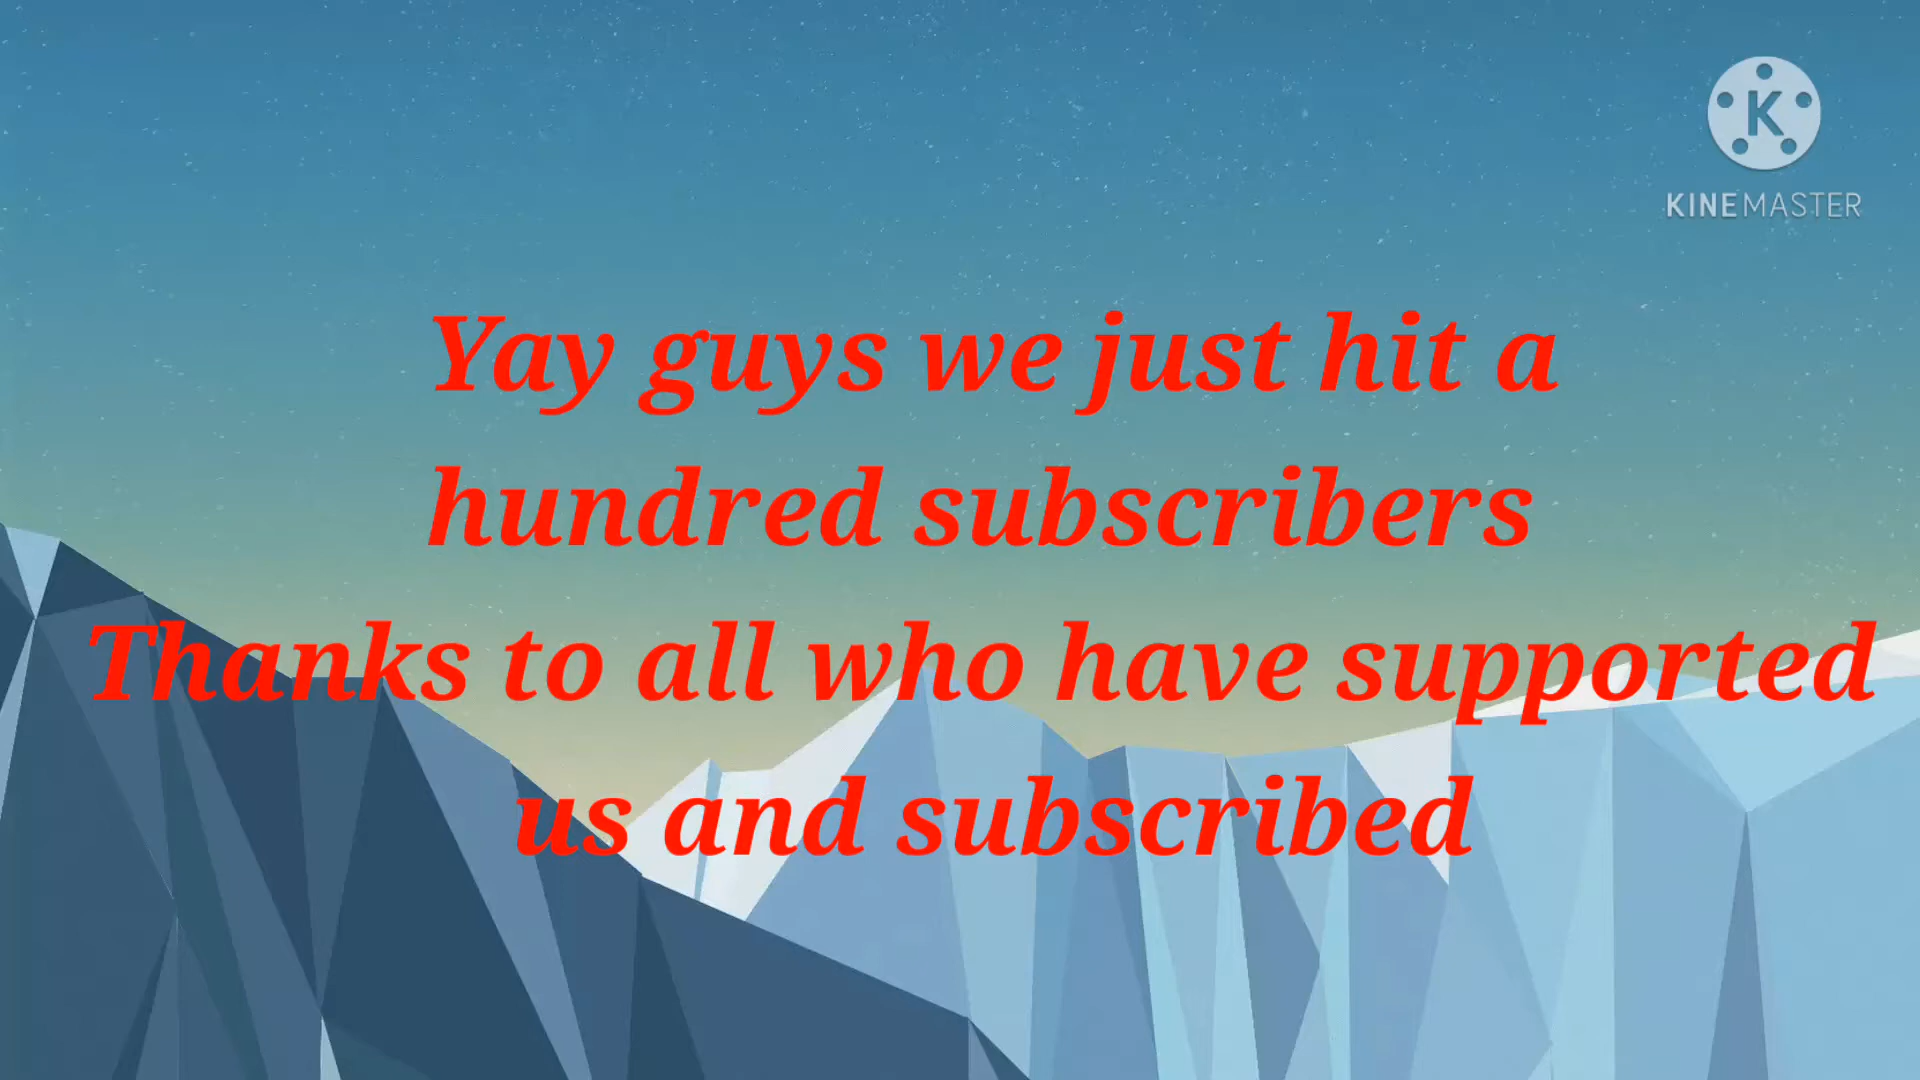 K
KINEMASTER
Yay guys we just hit a
hundred subscribers
Thanks to all who have supported
us and subscribed